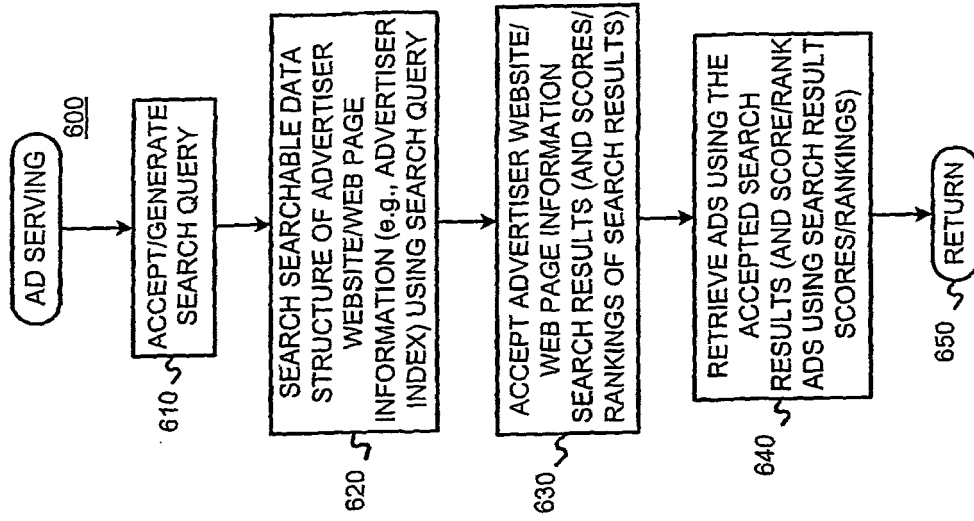 AD SERVING
600
ACCEPT/GENERATE
SEARCH QUERY
610
SEARCH SEARCHABLE DATA
STRUCTURE OF ADVERTISER
WEBSITE/WEB PAGE
INFORMATION (e.g., ADVERTISER
INDEX) USING SEARCH QUERY
620
ACCEPT ADVERTISER WEBSITE/
WEB PAGE INFORMATION
SEARCH RESULTS (AND SCORES/
RANKINGS OF SEARCH RESULTS)
630
RETRIEVE ADS USING THE
ACCEPTED SEARCH
RESULTS (AND SCORE/RANK
ADS USING SEARCH RESULT
SCORES/RANKINGS)
640
RETURN
650